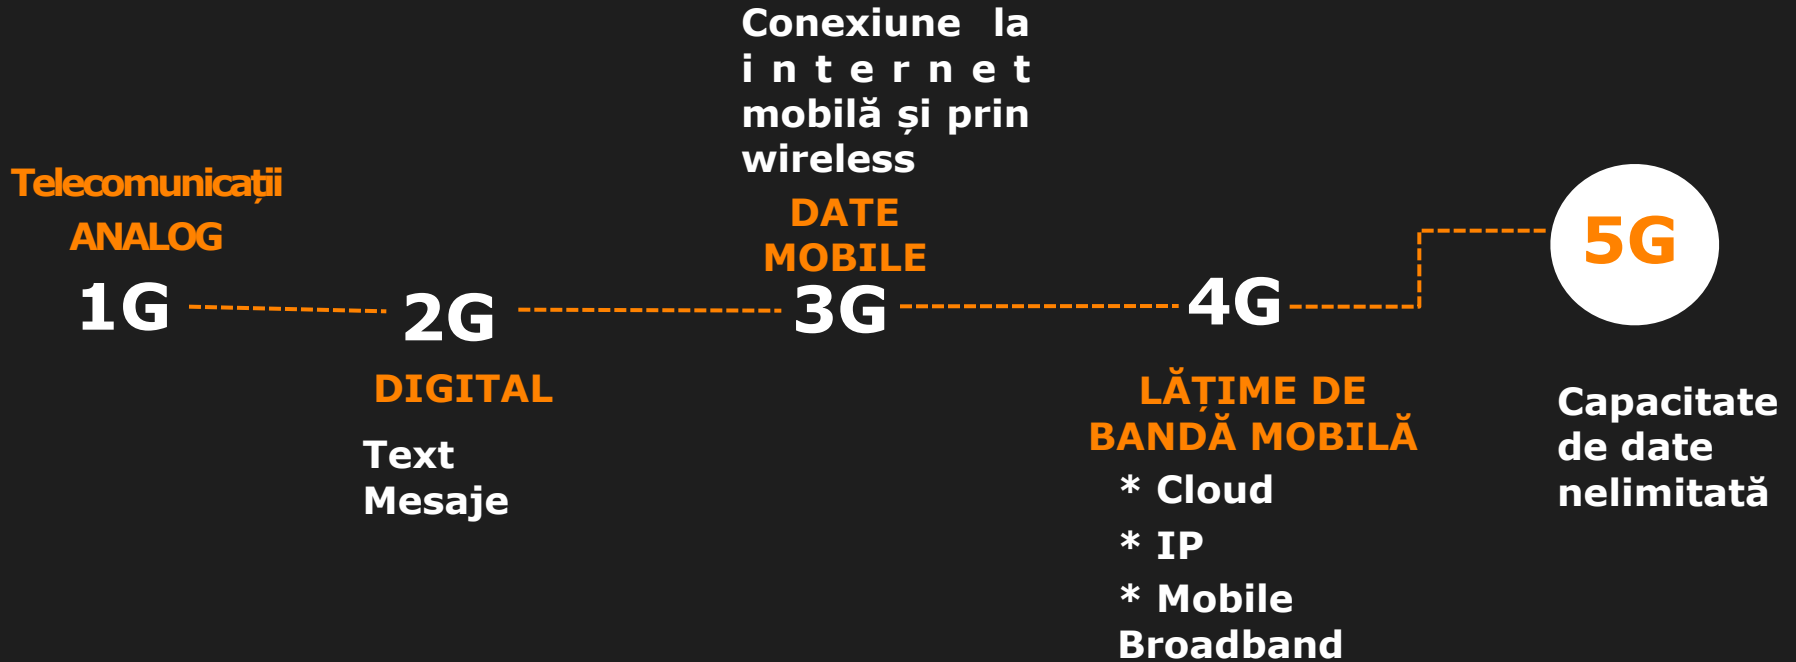 Telecomunicații
ANALOG
1G
2G
DIGITAL
Text
Mesaje
Conexiune la
internet
mobilă și prin
wireless
DATE
MOBILE
3G
4G
LĂȚIME DE
BANDĂ MOBILĂ
* Cloud
* IP
* Mobile
Broadband
5G
Capacitate
de date
nelimitată